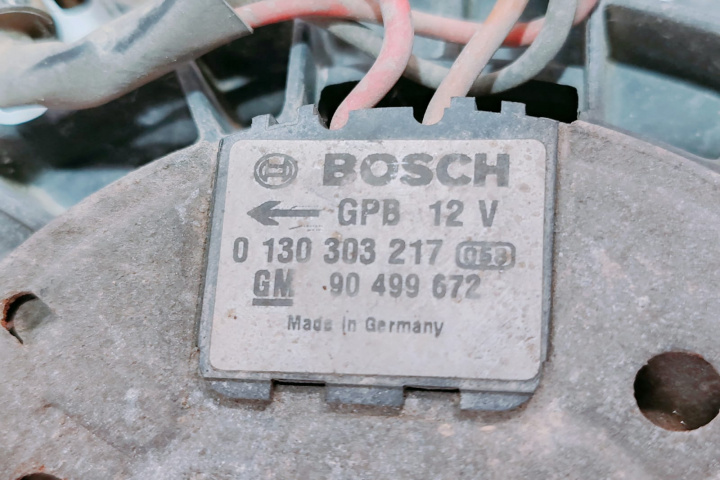 BOSCH
GPB 12 V
0 130 303 217 058
GM 90 499 672
Made in Germany